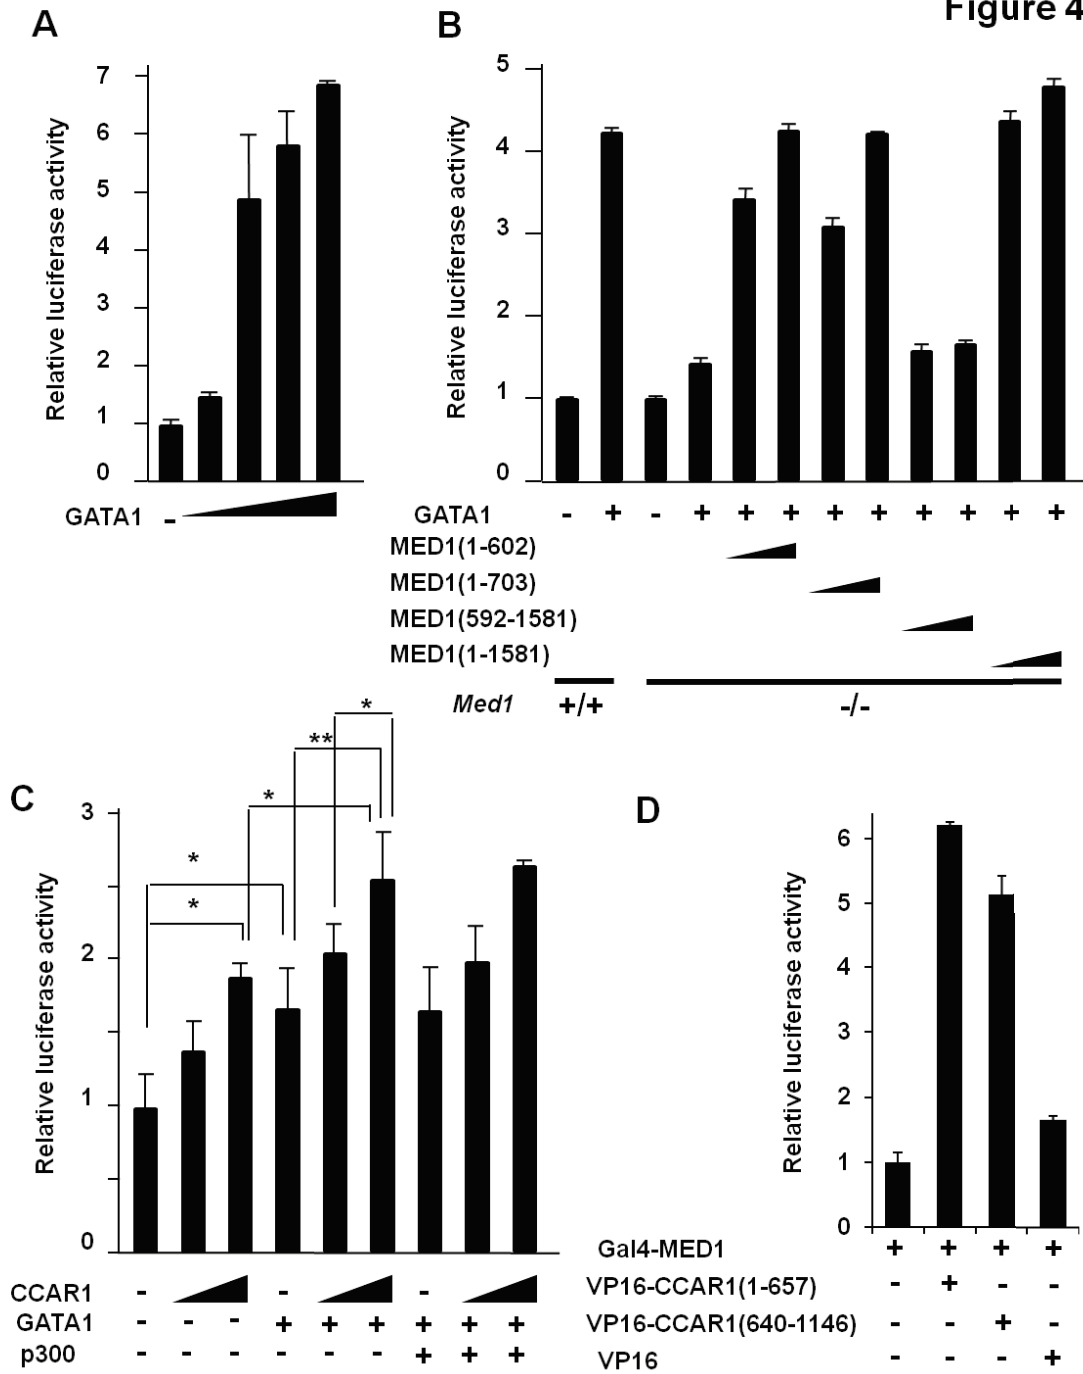 Figure 4
A
B
7
6
5
4
3
2
1
0
Relative luciferase activity
GATA1
-
5
4
3
2
1
0
Relative luciferase activity
GATA1 - + - + + + + + + + + +
MED1(1-602)
MED1(1-703)
MED1(592-1581)
MED1(1-1581)
Med1 +/+ -/-
C
*
**
*
*
*
3
2
1
0
Relative luciferase activity
CCAR1 - - -
GATA1 - - - + + + + + +
p300 - - - - - - + + +
D
6
5
4
3
2
1
0
Relative luciferase activity
Gal4-MED1 + + + +
VP16-CCAR1(1-657) - + - -
VP16-CCAR1(640-1146) - - + -
VP16 - - - +